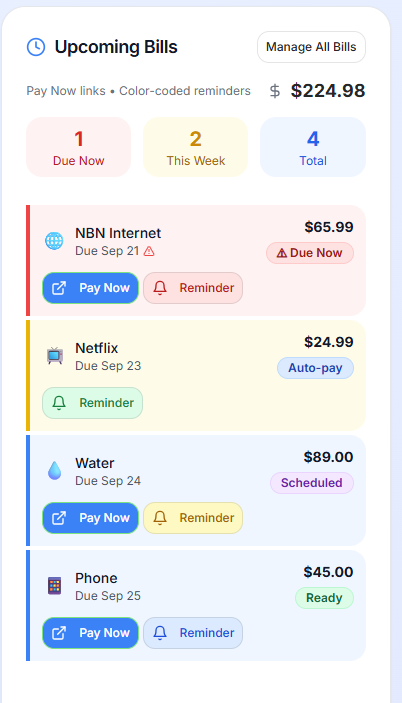 Upcoming Bills
Manage All Bills
Pay Now links • Color-coded reminders
$ $224.98
1
Due Now
2
This Week
4
Total
NBN Internet
Due Sep 21
$65.99
Due Now
Pay Now
Reminder
Netflix
Due Sep 23
$24.99
Auto-pay
Reminder
Water
Due Sep 24
$89.00
Scheduled
Pay Now
Reminder
Phone
Due Sep 25
$45.00
Ready
Pay Now
Reminder